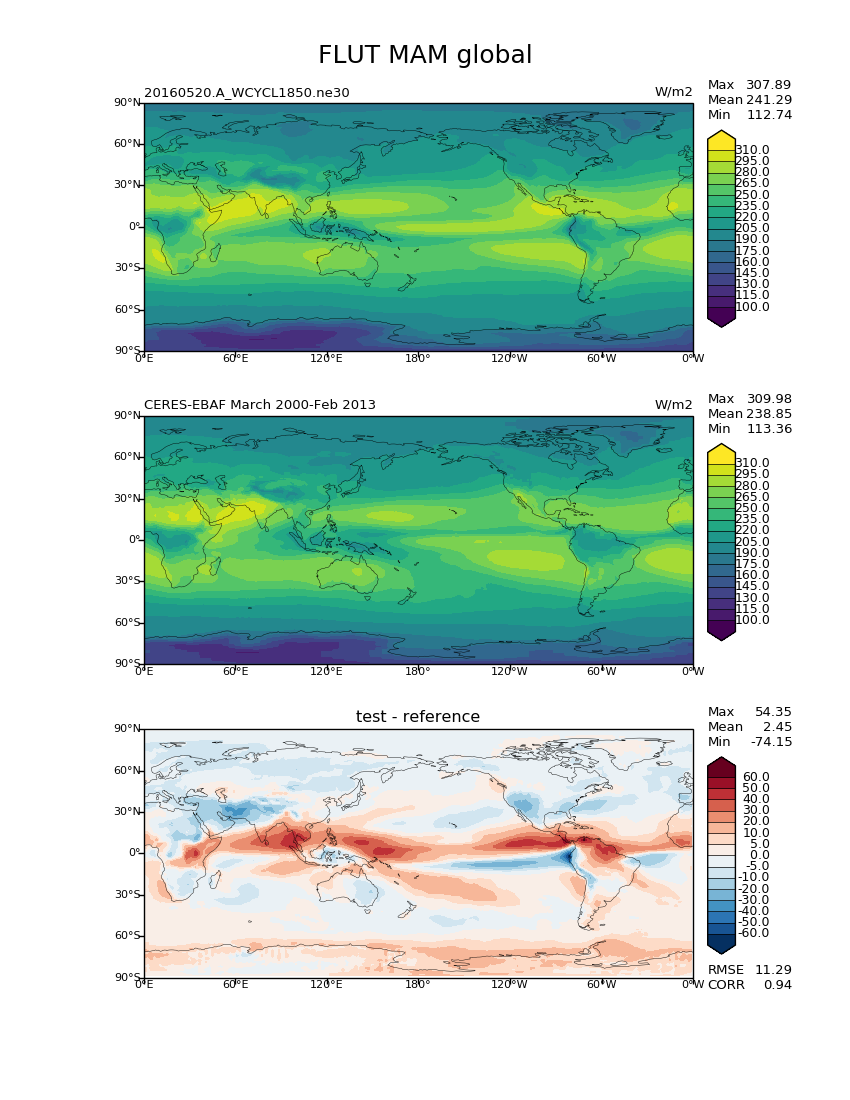 FLUT MAM global
20160520.A_WCYCL1850.ne30 W/m2
Max 307.89
Mean 241.29
Min 112.74
90°N
60°N
30°N
0°
30°S
60°S
90°S
0°E 60°E 120°E 180° 120°W 60°W 0°W
310.0
295.0
280.0
265.0
250.0
235.0
220.0
205.0
190.0
175.0
160.0
145.0
130.0
115.0
100.0
CERES-EBAF March 2000-Feb 2013 W/m2
Max 309.98
Mean 238.85
Min 113.36
90°N
60°N
30°N
0°
30°S
60°S
90°S
0°E 60°E 120°E 180° 120°W 60°W 0°W
310.0
295.0
280.0
265.0
250.0
235.0
220.0
205.0
190.0
175.0
160.0
145.0
130.0
115.0
100.0
test - reference
Max 54.35
Mean 2.45
Min -74.15
90°N
60°N
30°N
0°
30°S
60°S
90°S
0°E 60°E 120°E 180° 120°W 60°W 0°W
60.0
50.0
40.0
30.0
20.0
10.0
5.0
0.0
-5.0
-10.0
-20.0
-30.0
-40.0
-50.0
-60.0
RMSE 11.29
CORR 0.94